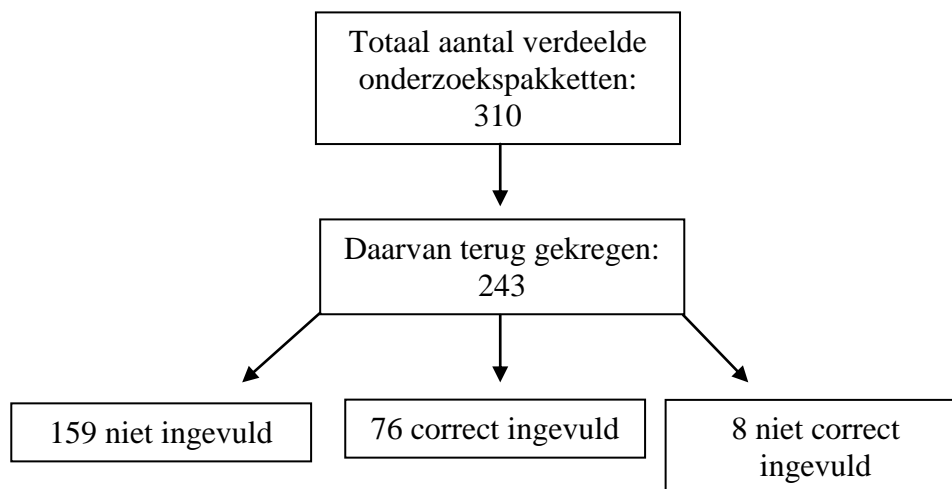 Totaal aantal verdeelde
onderzoekspakketten:
310
Daarvan terug gekregen:
243
159 niet ingevuld
76 correct ingevuld
8 niet correct
ingevuld